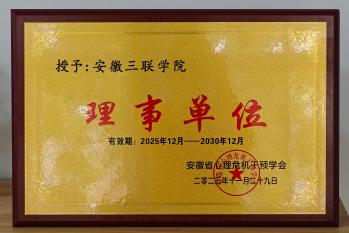 授予：安徽三联学院
理事单位
有效期：2025年12月——2030年12月
安徽省心理危机干预学会
二〇二五年十一月二十九日